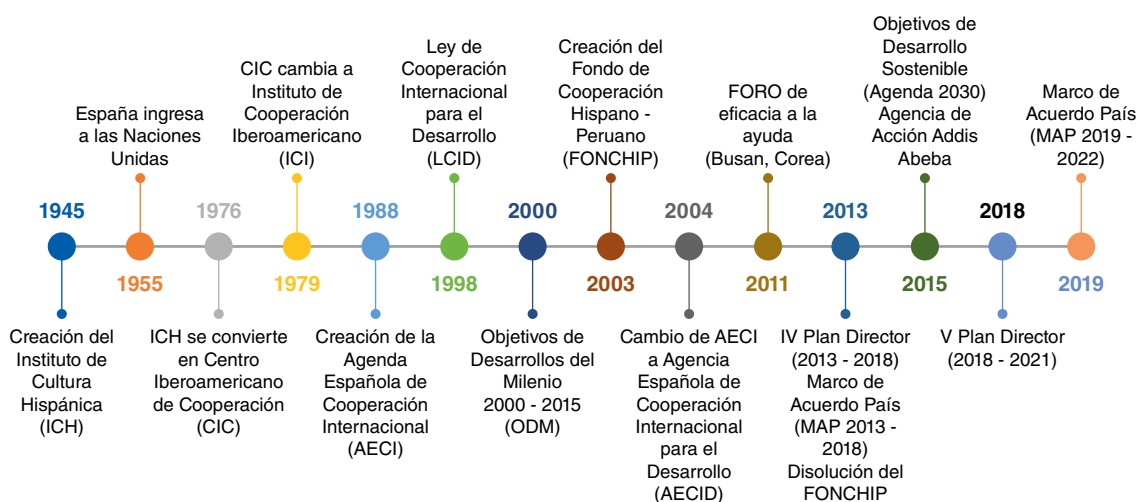 1945
Creación del
Instituto de
Cultura
Hispánica
(ICH)
España ingresa
a las Naciones
Unidas
1955
1976
ICH se convierte
en Centro
Iberoamericano
de Cooperación
(CIC)
CIC cambia a
Instituto de
Cooperación
Iberoamericano
(ICI)
1979
1988
Creación de la
Agenda
Española de
Cooperación
Internacional
(AECI)
Ley de
Cooperación
Internacional
para el
Desarrollo
(LCID)
1998
2000
Objetivos de
Desarrollos del
Milenio
2000 - 2015
(ODM)
Creación del
Fondo de
Cooperación
Hispano -
Peruano
(FONCHIP)
2003
2004
Cambio de AECI
a Agencia
Española de
Cooperación
Internacional
para el
Desarrollo
(AECID)
FORO de
eficacia a la
ayuda
(Busan, Corea)
2011
2013
IV Plan Director
(2013 - 2018)
Marco de
Acuerdo País
(MAP 2013 -
2018)
Disolución del
FONCHIP
Objetivos de
Desarrollo
Sostenible
(Agenda 2030)
Agencia de
Acción Addis
Abeba
2015
2018
V Plan Director
(2018 - 2021)
Marco de
Acuerdo País
(MAP 2019 -
2022)
2019